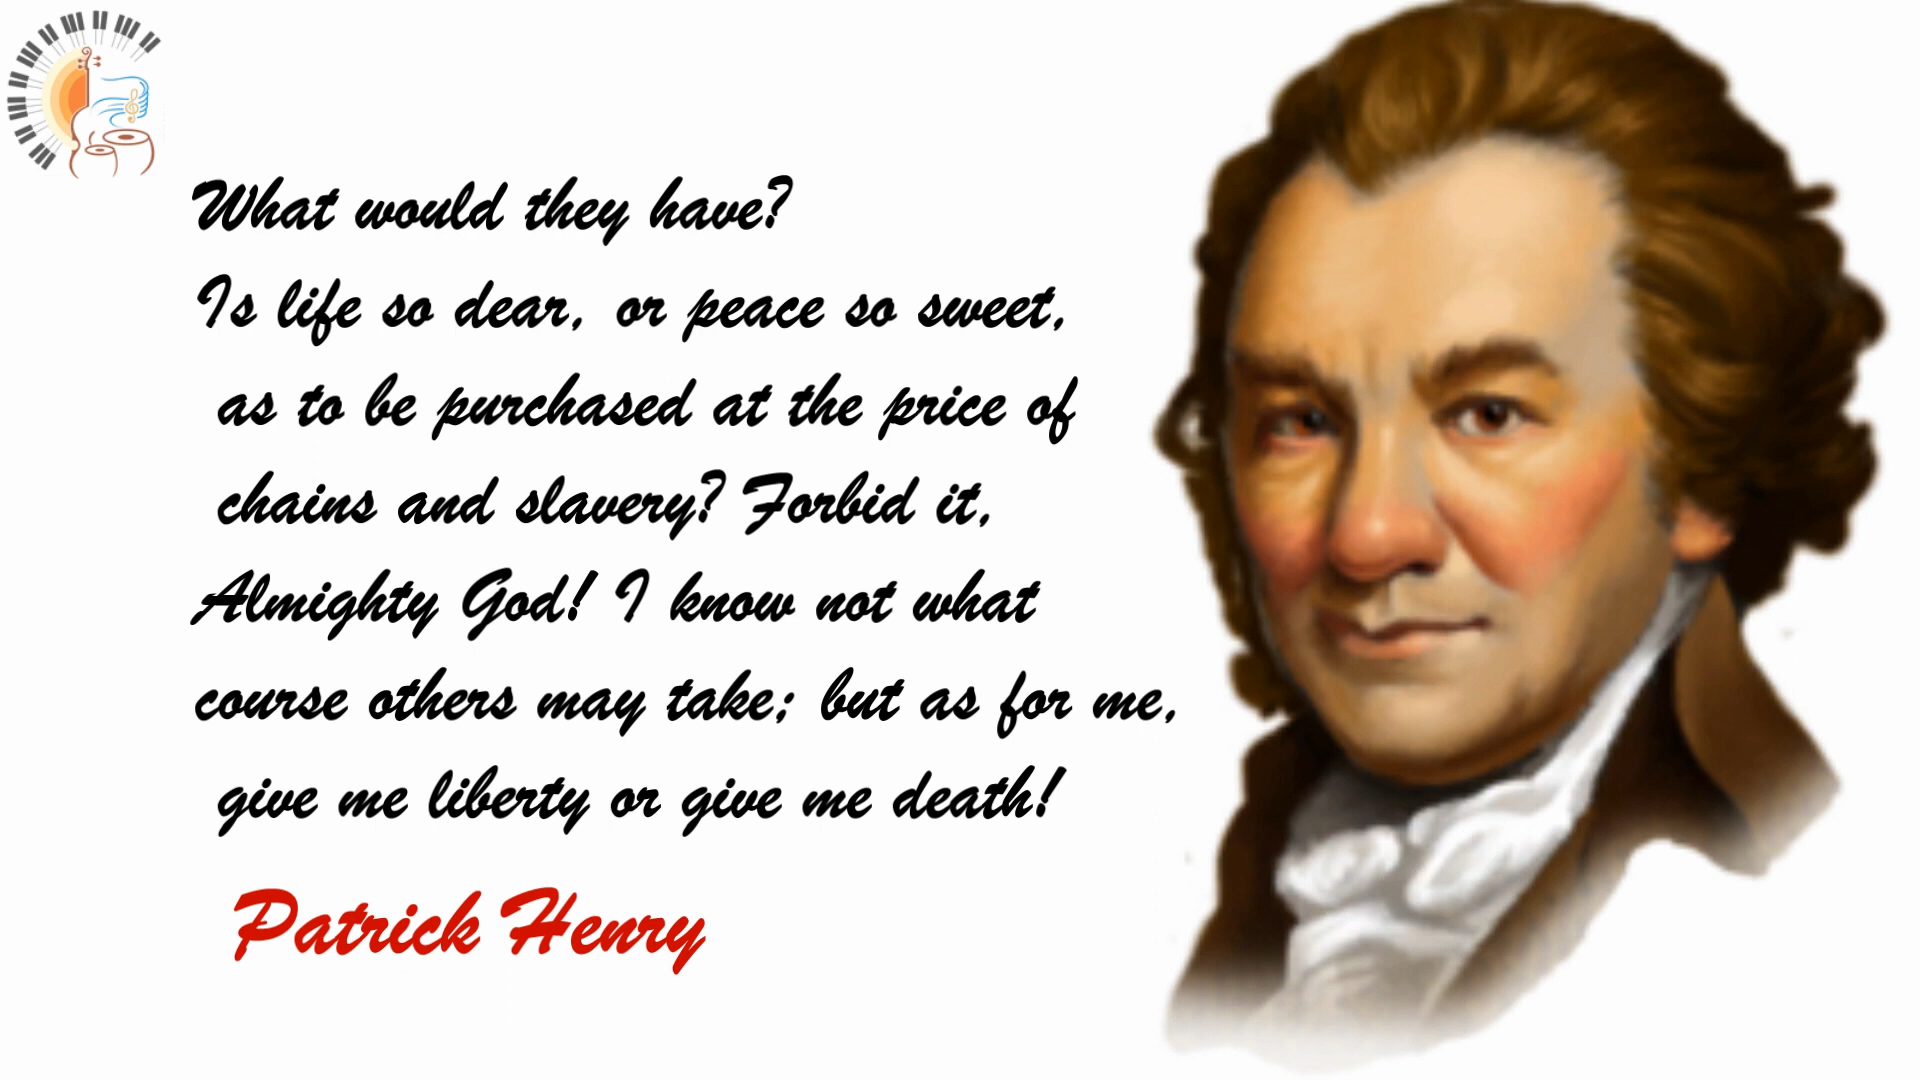 What would they have?
Is life so dear, or peace so sweet,
as to be purchased at the price of
chains and slavery? Forbid it,
Almighty God! I know not what
course others may take; but as for me,
give me liberty or give me death!
Patrick Henry